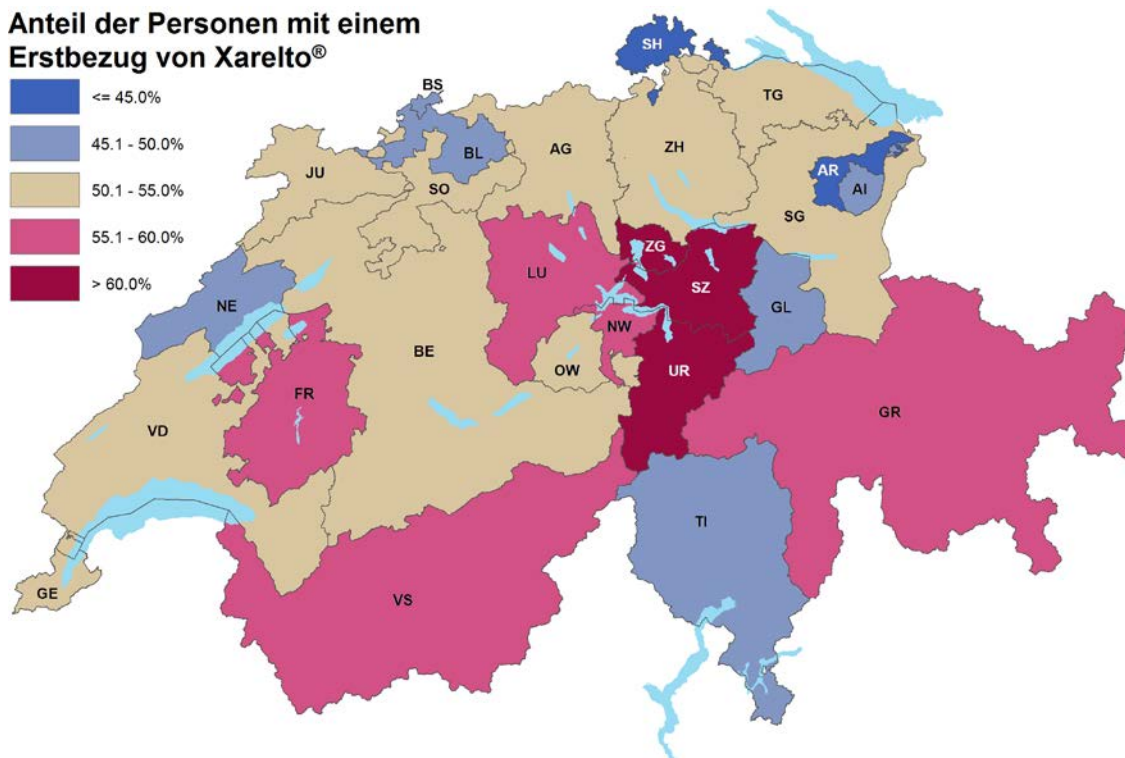 Anteil der Personen mit einem
Erstbezug von Xarelto®
<= 45.0%
45.1 - 50.0%
50.1 - 55.0%
55.1 - 60.0%
> 60.0%
SH
BS
TG
BL
AG
ZH
JU
SO
AR
AI
SG
ZG
LU
SZ
NE
GL
NW
BE
OW
UR
FR
GR
VD
TI
GE
VS